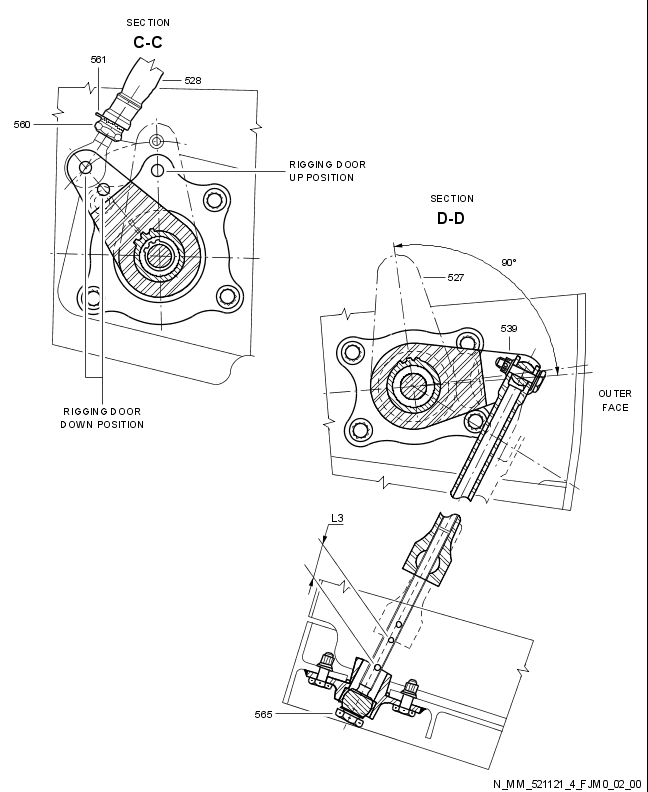 SECTION
C-C
561
528
560
RIGGING DOOR
UP POSITION
SECTION
D-D
90°
527
539
OUTER
FACE
RIGGING DOOR
DOWN POSITION
L3
565
N_MM_521121_4_FJM0_02_00